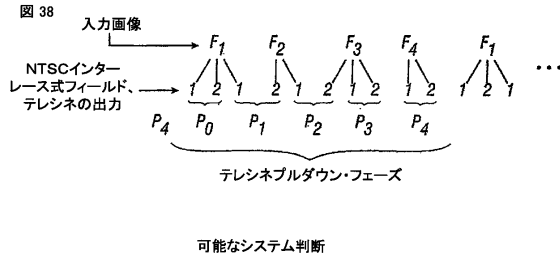 図 38
入力画像
F1 F2 F3 F4 F1
NTSCインター
レース式フィールド、
テレシネの出力
1 2 1 2 1 2 1 2 1 2 1 2 1 ...
P4 P0 P1 P2 P3 P4
テレシネプルダウン・フェーズ
可能なシステム判断